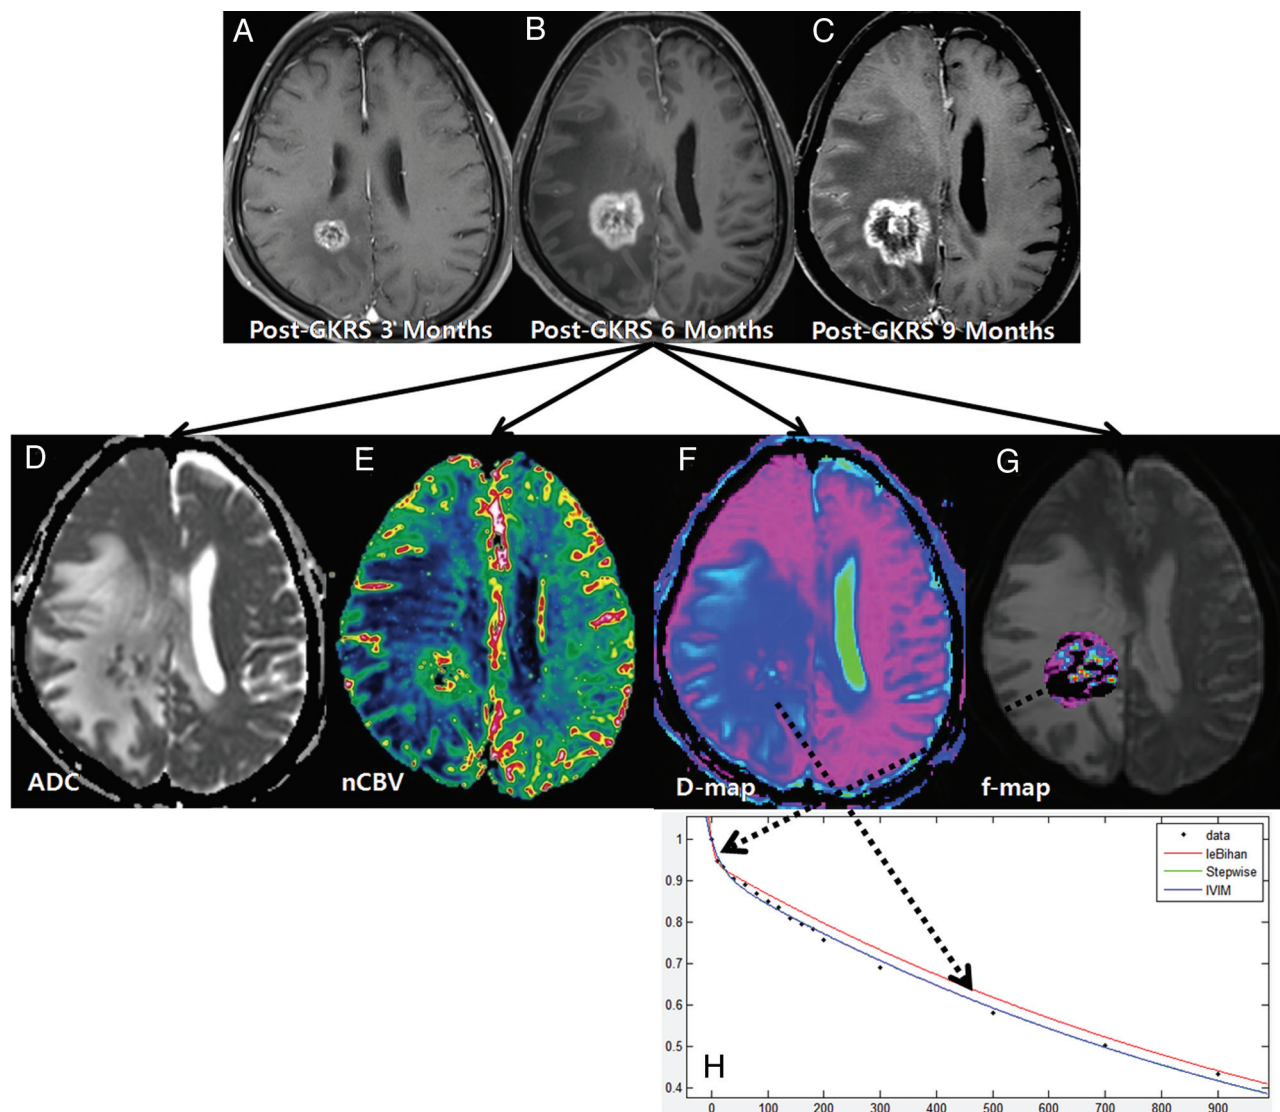 A
B
C
Post-GKRS 3 Months
Post-GKRS 6 Months
Post-GKRS 9 Months
D
E
F
G
ADC
nCBV
D-map
f-map
data
leBihan
Stepwise
IVIM
1
0.9
0.8
0.7
0.6
0.5
0.4
H
0 100 200 300 400 500 600 700 800 900